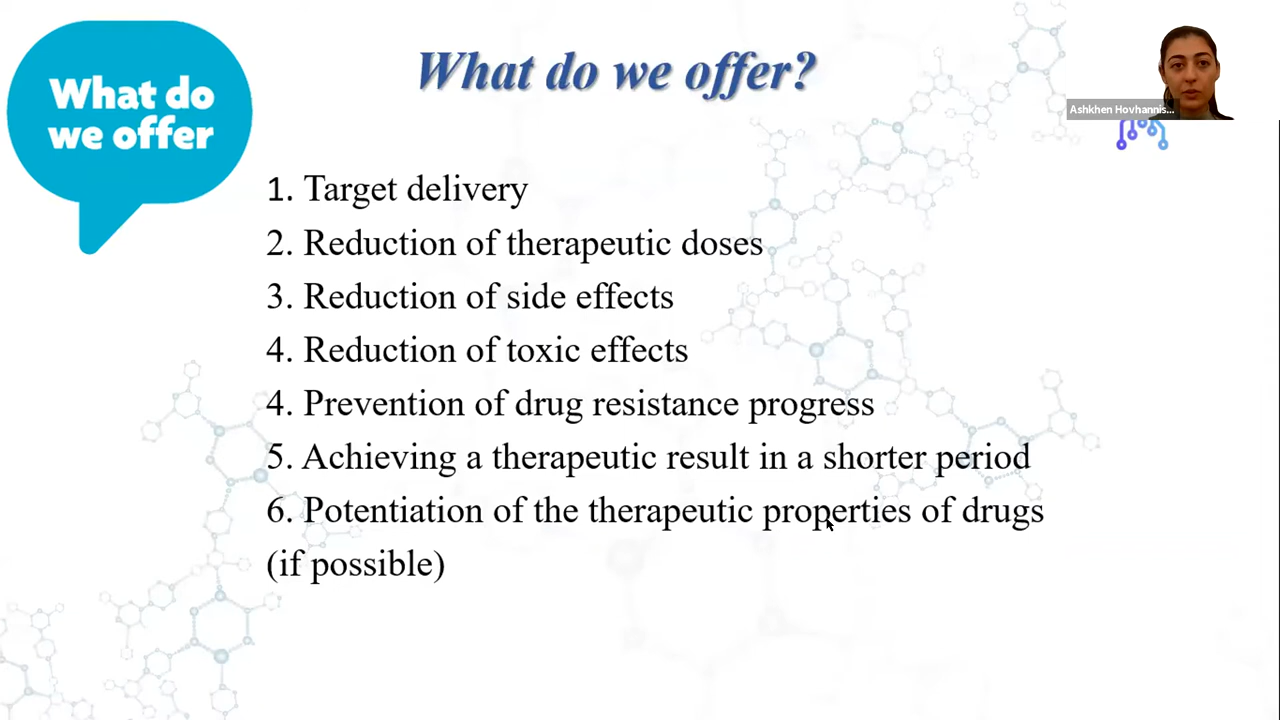 What do
we offer
What do we offer?
Ashkhen Hovhannis...
1. Target delivery
2. Reduction of therapeutic doses
3. Reduction of side effects
4. Reduction of toxic effects
4. Prevention of drug resistance progress
5. Achieving a therapeutic result in a shorter period
6. Potentiation of the therapeutic properties of drugs
(if possible)